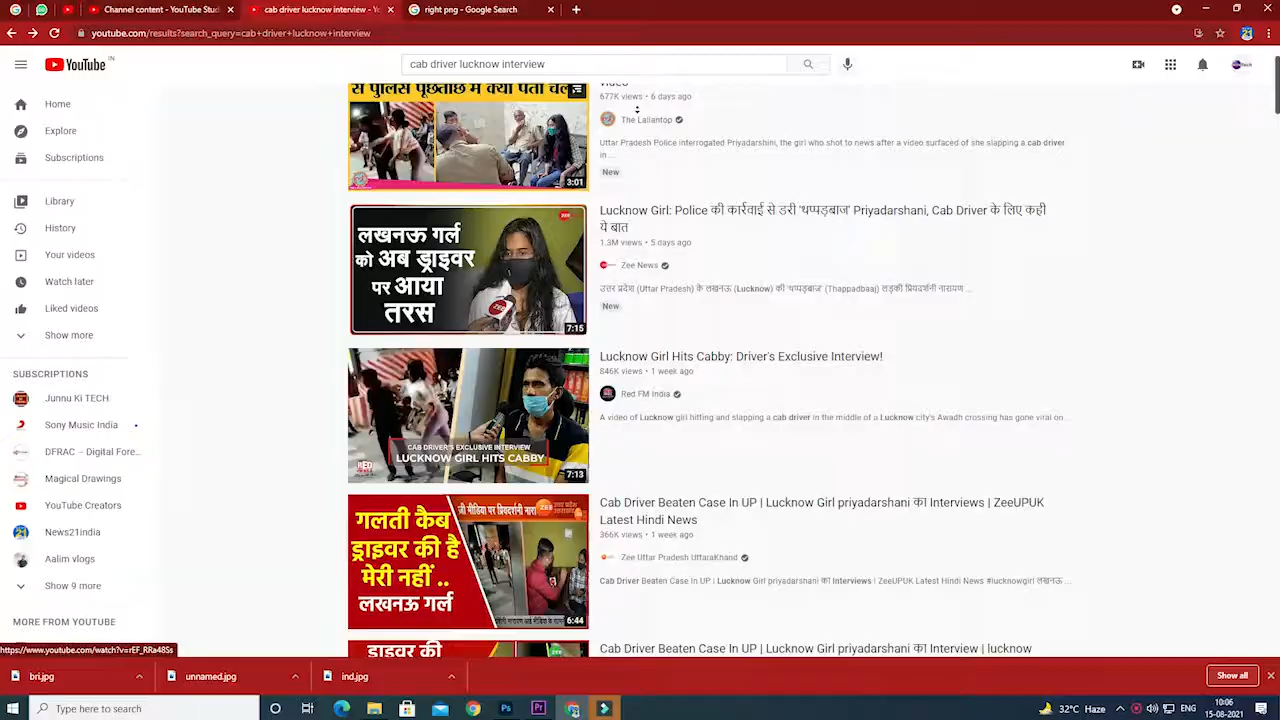 Channel content - YouTube Studi
cab driver lucknow interview - Yo
right png - Google Search
youtube.com/results?search_query=cab+driver+lucknow+interview
YouTube IN
cab driver lucknow interview
Home
Explore
Subscriptions
Library
History
Your videos
Watch later
Liked videos
Show more
SUBSCRIPTIONS
Junnu Ki TECH
Sony Music India
DFRAC – Digital Fore...
Magical Drawings
YouTube Creators
News21india
Aalim vlogs
Show 9 more
MORE FROM YOUTUBE
https://www.youtube.com/watch?v=rEF_RRa48Ss
से पुलिस पूछताछ में क्या पता चला
3:01
677K views • 6 days ago
The Lallantop
Uttar Pradesh Police interrogated Priyadarshini, the girl who shot to news after a video surfaced of she slapping a cab driver
in ...
New
लखनऊ गर्ल
को अब ड्राइवर
पर आया
तरस
7:15
Lucknow Girl: Police की कार्रवाई से डरी 'थप्पड़बाज' Priyadarshani, Cab Driver के लिए कही
ये बात
1.3M views • 5 days ago
Zee News
उत्तर प्रदेश (Uttar Pradesh) के लखनऊ (Lucknow) की 'थप्पड़बाज' (Thappadbaaj) लड़की प्रियदर्शनी नारायण ...
New
CAB DRIVER'S EXCLUSIVE INTERVIEW
LUCKNOW GIRL HITS CABBY
7:13
Lucknow Girl Hits Cabby: Driver's Exclusive Interview!
846K views • 1 week ago
Red FM India
A video of Lucknow girl hitting and slapping a cab driver in the middle of a Lucknow city's Awadh crossing has gone viral on ...
गलती कैब
ड्राइवर की है
मेरी नहीं ..
लखनऊ गर्ल
6:44
Cab Driver Beaten Case In UP | Lucknow Girl priyadarshani का Interviews | ZeeUPUK
Latest Hindi News
366K views • 1 week ago
Zee Uttar Pradesh UttaraKhand
Cab Driver Beaten Case In UP | Lucknow Girl priyadarshani का Interviews | ZeeUPUK Latest Hindi News #lucknowgirl लखनऊ ...
ड्राइवर की
Cab Driver Beaten Case In UP | Lucknow Girl priyadarshani का Interview | lucknow
bri.jpg
unnamed.jpg
ind.jpg
Show all
Type here to search
32°C Haze
ENG
10:06
15-08-2021